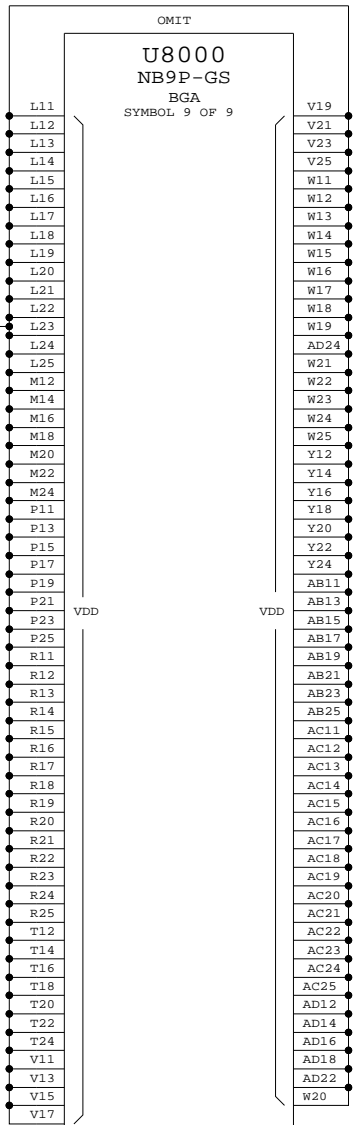 OMIT
U8000
NB9P-GS
BGA
SYMBOL 9 OF 9
L11
L12
L13
L14
L15
L16
L17
L18
L19
L20
L21
L22
L23
L24
L25
M12
M14
M16
M18
M20
M22
M24
P11
P13
P15
P17
P19
P21
P23
P25
R11
R12
R13
R14
R15
R16
R17
R18
R19
R20
R21
R22
R23
R24
R25
T12
T14
T16
T18
T20
T22
T24
V11
V13
V15
V17
VDD
VDD
V19
V21
V23
V25
W11
W12
W13
W14
W15
W16
W17
W18
W19
AD24
W21
W22
W23
W24
W25
Y12
Y14
Y16
Y18
Y20
Y22
Y24
AB11
AB13
AB15
AB17
AB19
AB21
AB23
AB25
AC11
AC12
AC13
AC14
AC15
AC16
AC17
AC18
AC19
AC20
AC21
AC22
AC23
AC24
AC25
AD12
AD14
AD16
AD18
AD22
W20